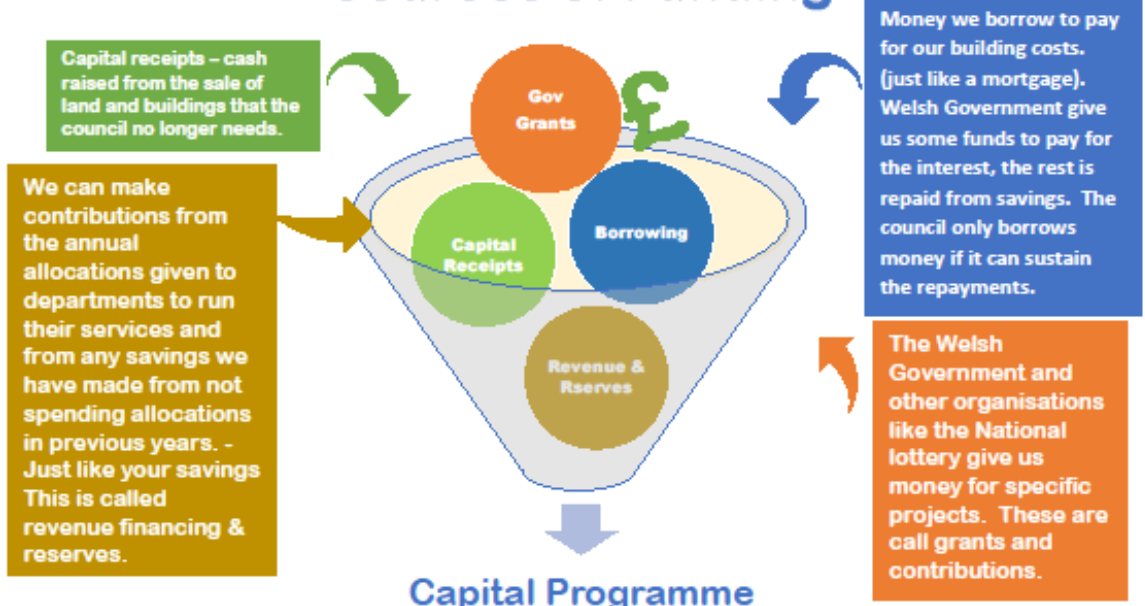 Capital receipts – cash
raised from the sale of
land and buildings that the
council no longer needs.
We can make
contributions from
the annual
allocations given to
departments to run
their services and
from any savings we
have made from not
spending allocations
in previous years. -
Just like your savings
This is called
revenue financing &
reserves.
Gov
Grants
£
Capital
Receipts
Borrowing
Revenue &
Rserves
Money we borrow to pay
for our building costs.
(just like a mortgage).
Welsh Government give
us some funds to pay for
the interest, the rest is
repaid from savings. The
council only borrows
money if it can sustain
the repayments.
The Welsh
Government and
other organisations
like the National
lottery give us
money for specific
projects. These are
call grants and
contributions.
Capital Programme